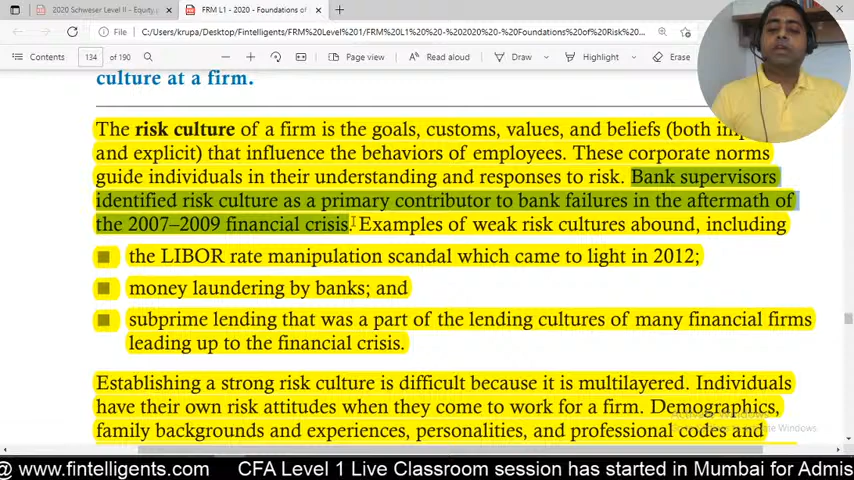 2020 Schweser Level II - Equity
FRM L1 - 2020 - Foundations of
C:/Users/krupa/Desktop/Fintelligents/FRM%20Level%201/FRM%20L1%20%20-%202020%20-%20Foundations%20of%20Risk%20M...
Contents 134 of 190 Page view Read aloud Draw Highlight Erase
culture at a firm.
The risk culture of a firm is the goals, customs, values, and beliefs (both
and explicit) that influence the behaviors of employees. These corporate norms
guide individuals in their understanding and responses to risk. Bank supervisors
identified risk culture as a primary contributor to bank failures in the aftermath of
the 2007–2009 financial crisis. Examples of weak risk cultures abound, including
the LIBOR rate manipulation scandal which came to light in 2012;
money laundering by banks; and
subprime lending that was a part of the lending cultures of many financial firms
leading up to the financial crisis.
Establishing a strong risk culture is difficult because it is multilayered. Individuals
have their own risk attitudes when they come to work for a firm. Demographics,
family backgrounds and experiences, personalities, and professional codes and
@ www.fintelligents.com CFA Level 1 Live Classroom session has started in Mumbai for Admis